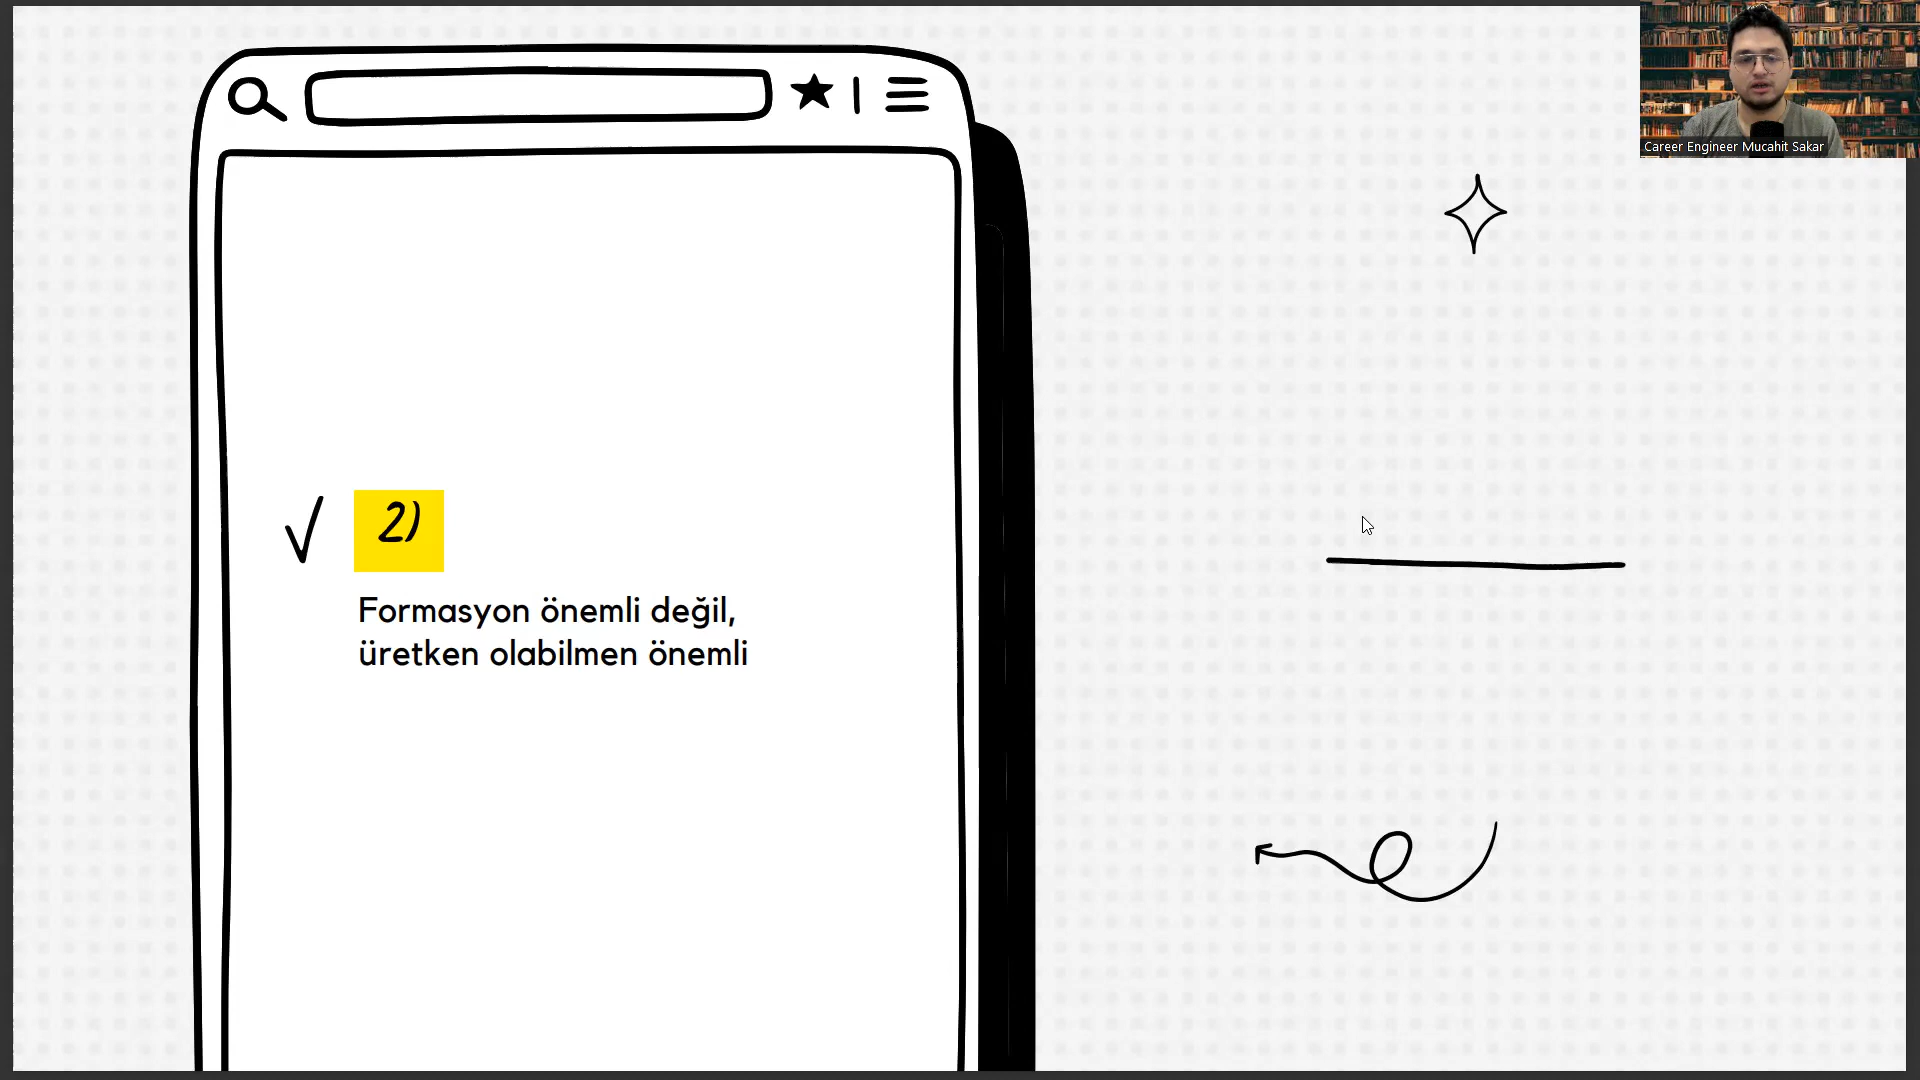 Career Engineer Mucahit Sakar
2)
Formasyon önemli değil,
üretken olabilmen önemli